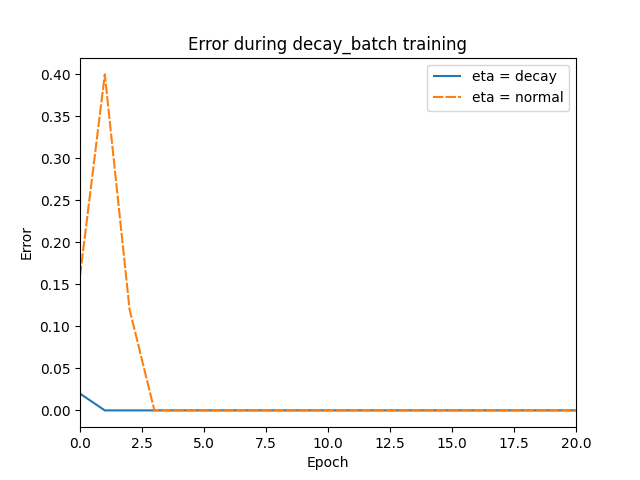 Error during decay_batch training
eta = decay
eta = normal
0.40
0.35
0.30
0.25
0.20
0.15
0.10
0.05
0.00
Error
0.0 2.5 5.0 7.5 10.0 12.5 15.0 17.5 20.0
Epoch